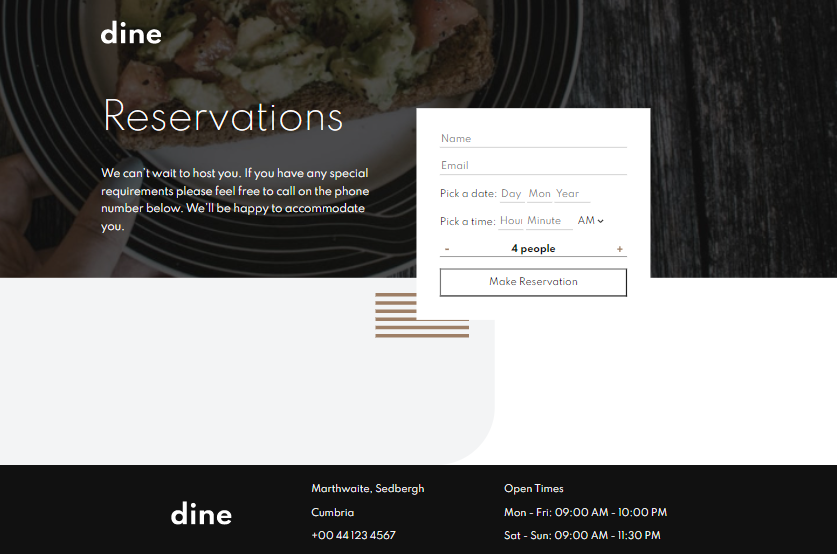 dine
Reservations
We can't wait to host you. If you have any special
requirements please feel free to call on the phone
number below. We'll be happy to accommodate
you.
Name
Email
Pick a date: Day Mon Year
Pick a time: Hour Minute AM
- 4 people +
Make Reservation
dine
Marthwaite, Sedbergh
Cumbria
+00 44 123 4567
Open Times
Mon - Fri: 09:00 AM - 10:00 PM
Sat - Sun: 09:00 AM - 11:30 PM